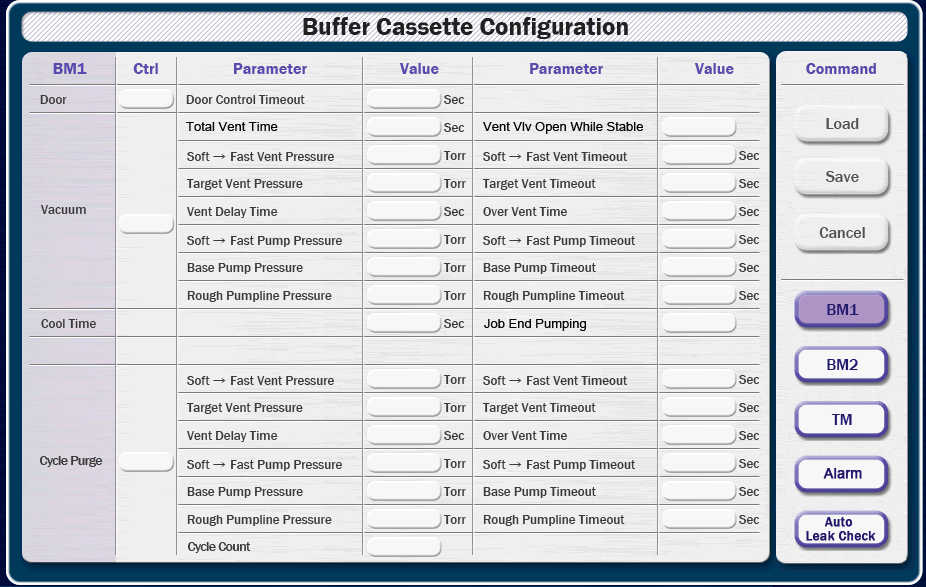 Buffer Cassette Configuration
BM1 Ctrl Parameter Value Parameter Value
Door Door Control Timeout Sec
Total Vent Time Sec Vent Vlv Open While Stable
Soft → Fast Vent Pressure Torr Soft → Fast Vent Timeout Sec
Target Vent Pressure Torr Target Vent Timeout Sec
Vacuum Vent Delay Time Sec Over Vent Time Sec
Soft → Fast Pump Pressure Torr Soft → Fast Pump Timeout Sec
Base Pump Pressure Torr Base Pump Timeout Sec
Rough Pumpline Pressure Torr Rough Pumpline Timeout Sec
Cool Time Sec Job End Pumping
Soft → Fast Vent Pressure Torr Soft → Fast Vent Timeout Sec
Target Vent Pressure Torr Target Vent Timeout Sec
Vent Delay Time Sec Over Vent Time Sec
Cycle Purge Soft → Fast Pump Pressure Torr Soft → Fast Pump Timeout Sec
Base Pump Pressure Torr Base Pump Timeout Sec
Rough Pumpline Pressure Torr Rough Pumpline Timeout Sec
Cycle Count
Command
Load
Save
Cancel
BM1
BM2
TM
Alarm
Auto
Leak Check